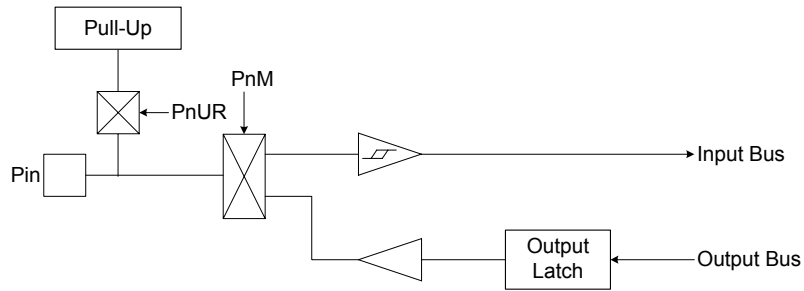 Pull-Up
PnM
PnUR
Pin
Input Bus
Output
Latch
Output Bus